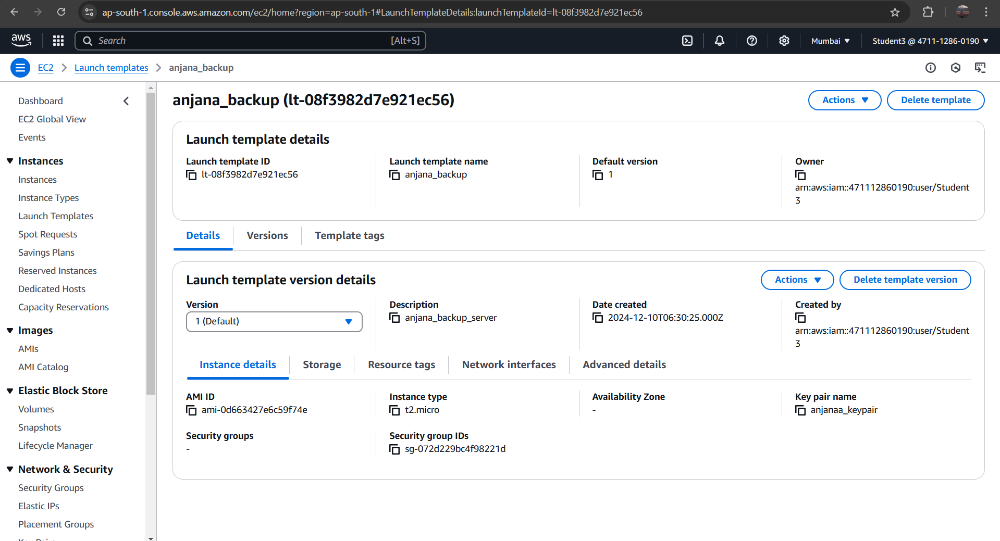 ap-south-1.console.aws.amazon.com/ec2/home?region=ap-south-1#LaunchTemplateDetails:launchTemplateId=lt-08f3982d7e921ec56
aws
Search [Alt+S]
Mumbai
Student3 @ 4711-1286-0190
EC2
Launch templates
anjana_backup
Dashboard
EC2 Global View
Events
Instances
Instances
Instance Types
Launch Templates
Spot Requests
Savings Plans
Reserved Instances
Dedicated Hosts
Capacity Reservations
Images
AMIs
AMI Catalog
Elastic Block Store
Volumes
Snapshots
Lifecycle Manager
Network & Security
Security Groups
Elastic IPs
Placement Groups
anjana_backup (lt-08f3982d7e921ec56)
Actions
Delete template
Launch template details
Launch template ID
lt-08f3982d7e921ec56
Launch template name
anjana_backup
Default version
1
Owner
arn:aws:iam::471112860190:user/Student
3
Details
Versions
Template tags
Launch template version details
Actions
Delete template version
Version
1 (Default)
Description
anjana_backup_server
Date created
2024-12-10T06:30:25.000Z
Created by
arn:aws:iam::471112860190:user/Student
3
Instance details
Storage
Resource tags
Network interfaces
Advanced details
AMI ID
ami-0d663427e6c59f74e
Instance type
t2.micro
Availability Zone
-
Key pair name
anjanaa_keypair
Security groups
-
Security group IDs
sg-072d229bc4f98221d